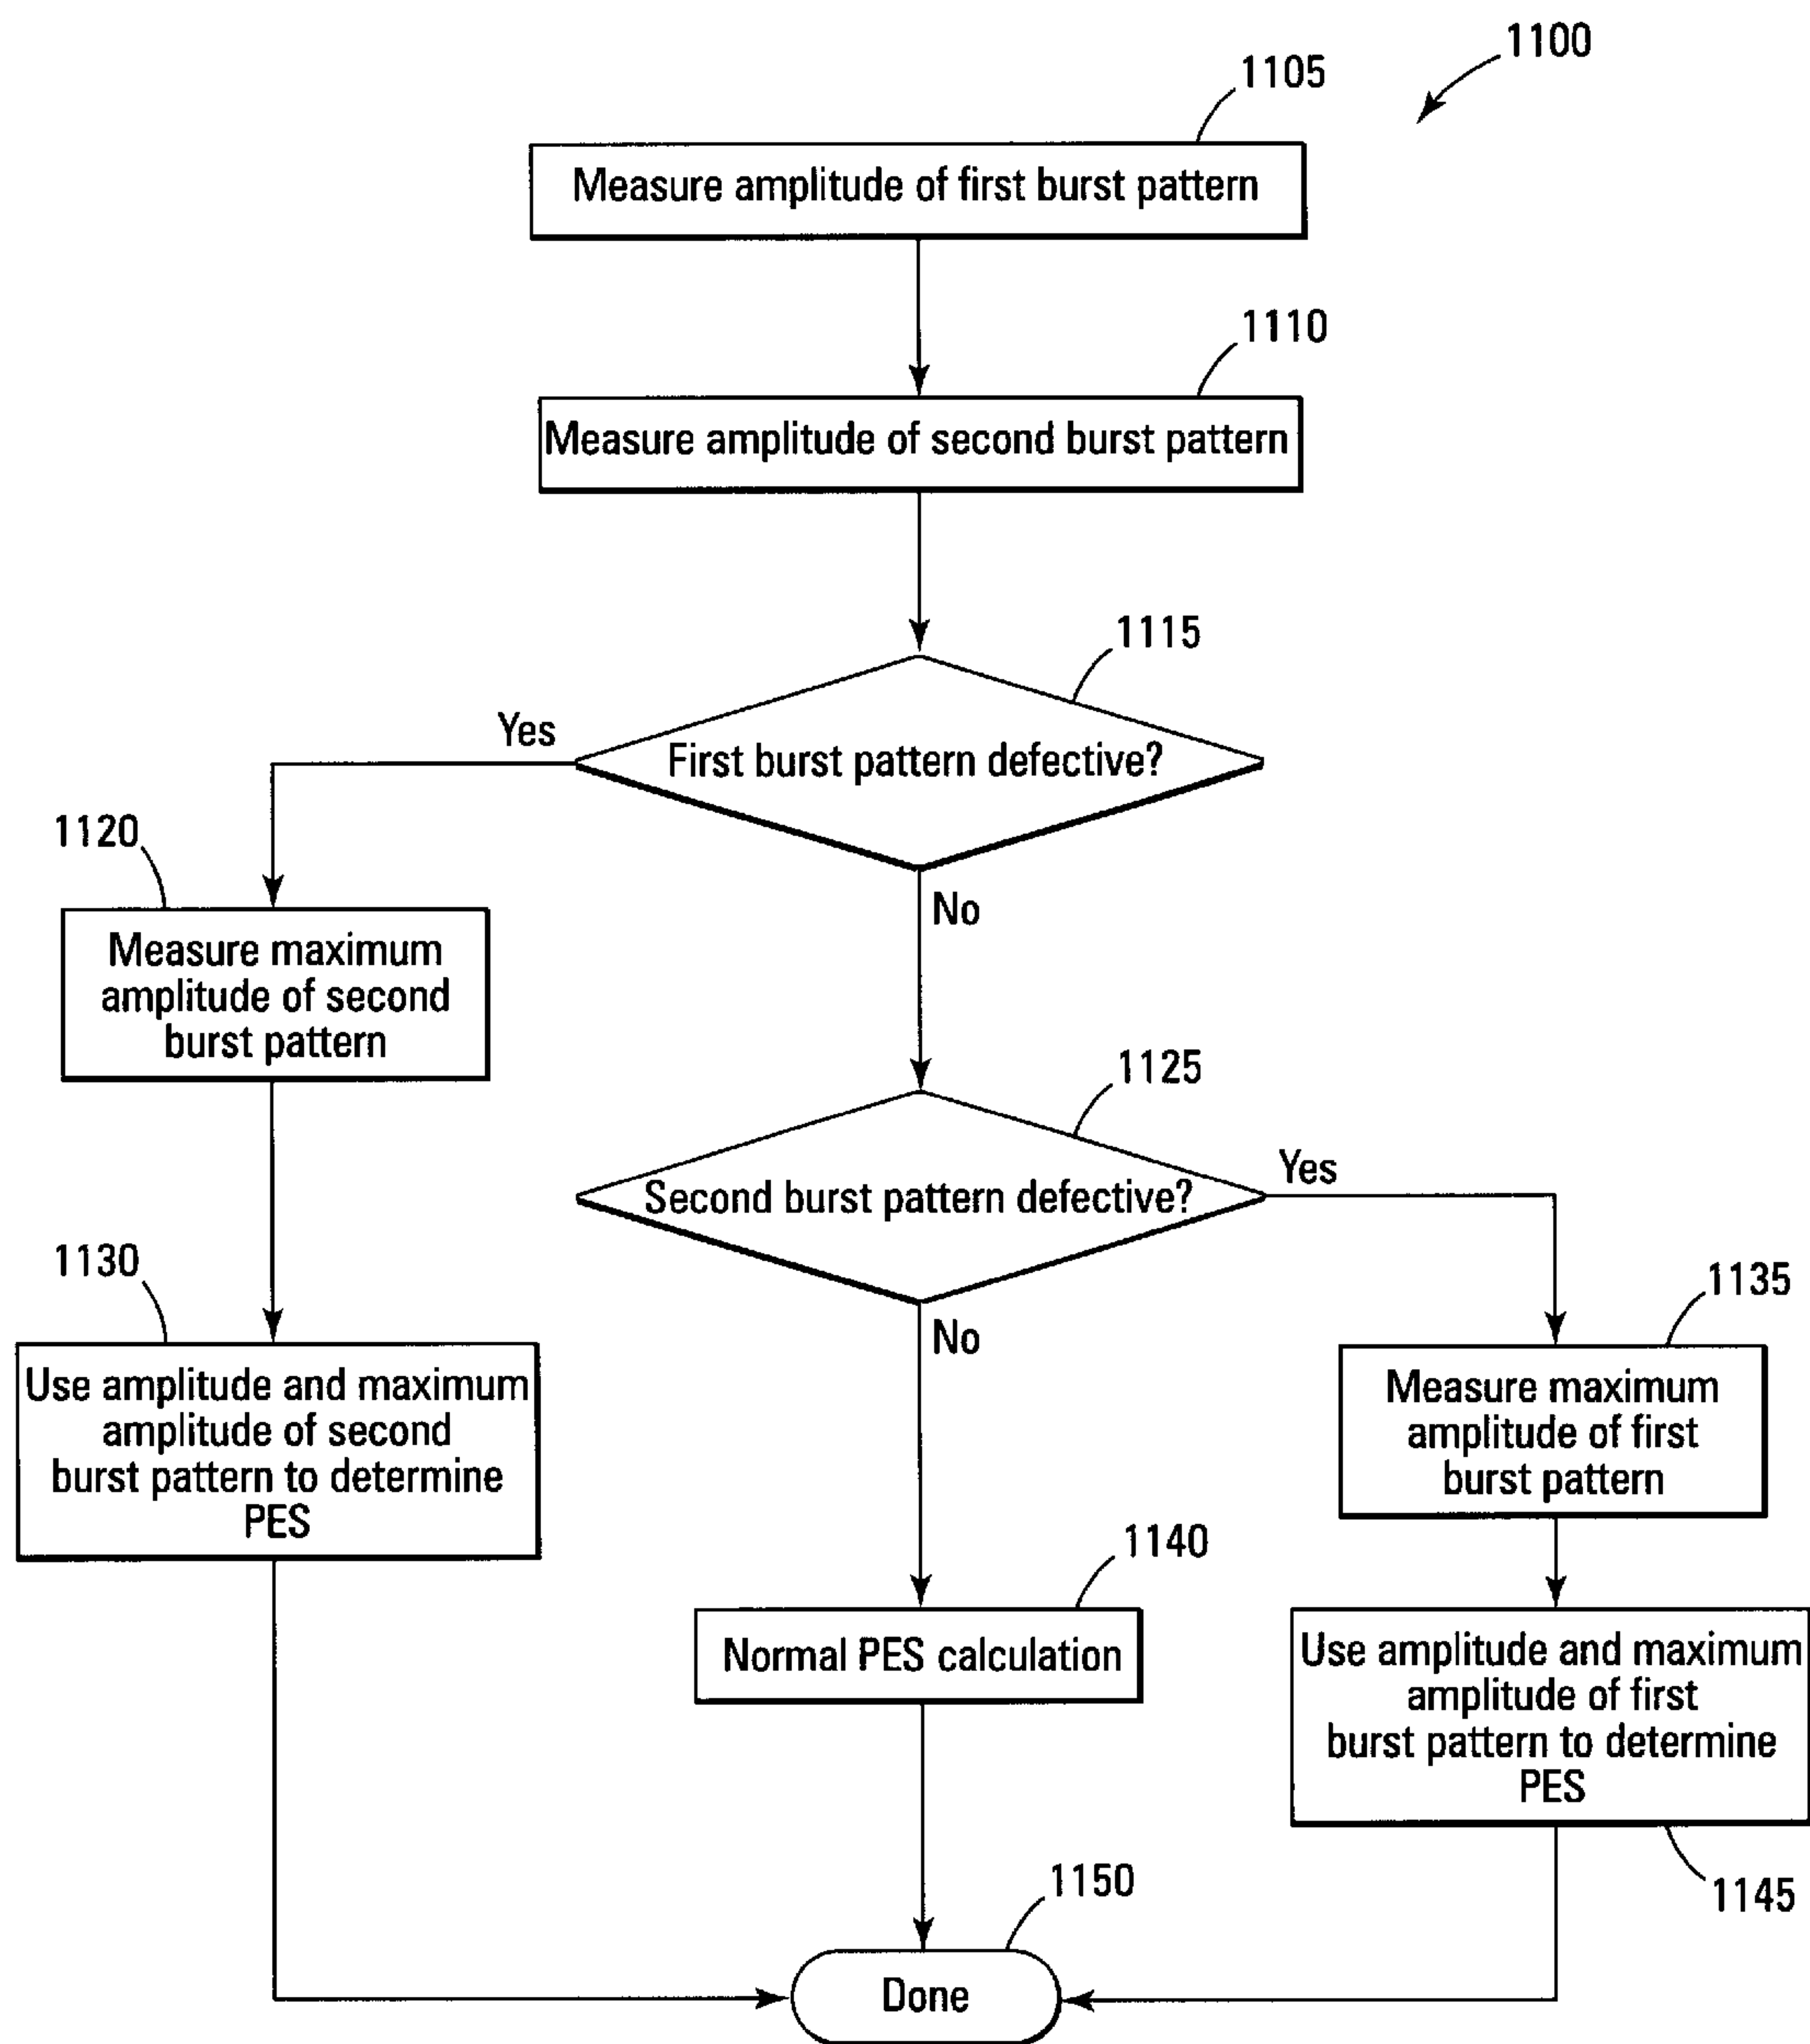 1100
1105
Measure amplitude of first burst pattern
1110
Measure amplitude of second burst pattern
1115
First burst pattern defective?
Yes
No
1120
Measure maximum
amplitude of second
burst pattern
1125
Second burst pattern defective?
Yes
No
1130
Use amplitude and maximum
amplitude of second
burst pattern to determine
PES
1135
Measure maximum
amplitude of first
burst pattern
1140
Normal PES calculation
Use amplitude and maximum
amplitude of first
burst pattern to determine
PES
1145
1150
Done